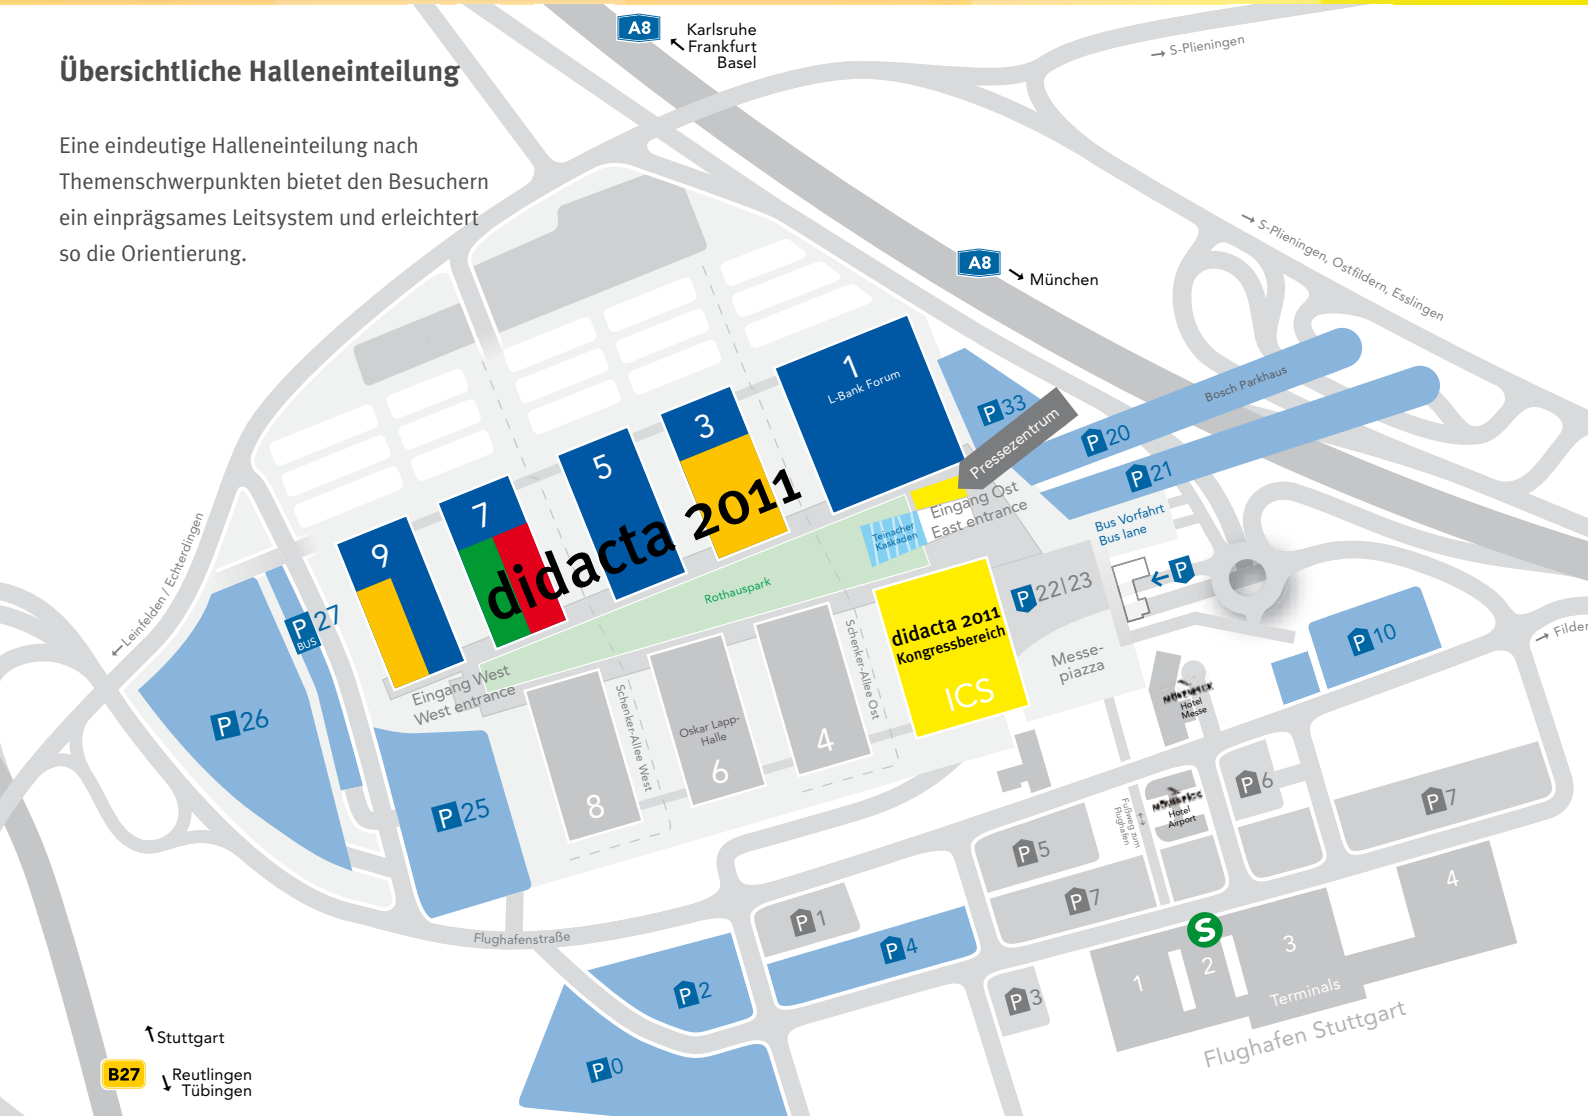 Übersichtliche Halleneinteilung
Eine eindeutige Halleneinteilung nach
Themenschwerpunkten bietet den Besuchern
ein einprägsames Leitsystem und erleichtert
so die Orientierung.
A8
Karlsruhe
Frankfurt
Basel
→ S-Plieningen
A8
München
→ S-Plieningen, Ostfildern, Esslingen
1
L-Bank Forum
3
5
7
9
didacta 2011
P 33
Pressezentrum
Bosch Parkhaus
P 20
P 21
Eingang Ost
East entrance
Teinacher
Kaskaden
Bus Vorfahrt
Bus lane
Rothauspark
P 22/23
P
← Leinfelden / Echterdingen
P 27
BUS
P 26
Eingang West
West entrance
Schenker-Allee West
Schenker-Allee Ost
didacta 2011
Kongressbereich
ICS
Messe-
piazza
P 10
→ Filder
Hotel
Messe
Oskar Lapp-
Halle
6
4
8
P 25
P 6
P 7
Hotel
Airport
Fußweg zum
Flughafen
P 5
P 7
P 1
P 4
Flughafenstraße
P 2
P 3
P 0
S
1
2
3
4
Terminals
Flughafen Stuttgart
Stuttgart
B27
Reutlingen
Tübingen